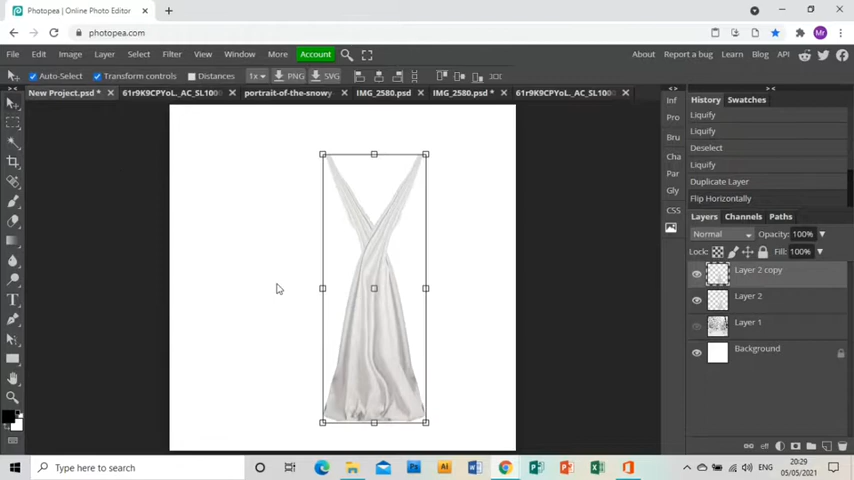 Photopea | Online Photo Editor
photopea.com
Mr
File Edit Image Layer Select Filter View Window More Account
About Report a bug Learn Blog API
Auto-Select Transform controls Distances 1x PNG SVG
New Project.psd * 61r9K9CPYoL._AC_SL100 portrait-of-the-snowy IMG_2580.psd IMG_2580.psd * 61r9K9CPYoL._AC_SL100
Inf
Pro
Bru
Cha
Par
Gly
CSS
History Swatches
Liquify
Liquify
Deselect
Liquify
Duplicate Layer
Flip Horizontally
Layers Channels Paths
Normal Opacity: 100%
Lock: Fill: 100%
Layer 2 copy
Layer 2
Layer 1
Background
eff
Type here to search
ENG
20:29
05/05/2021